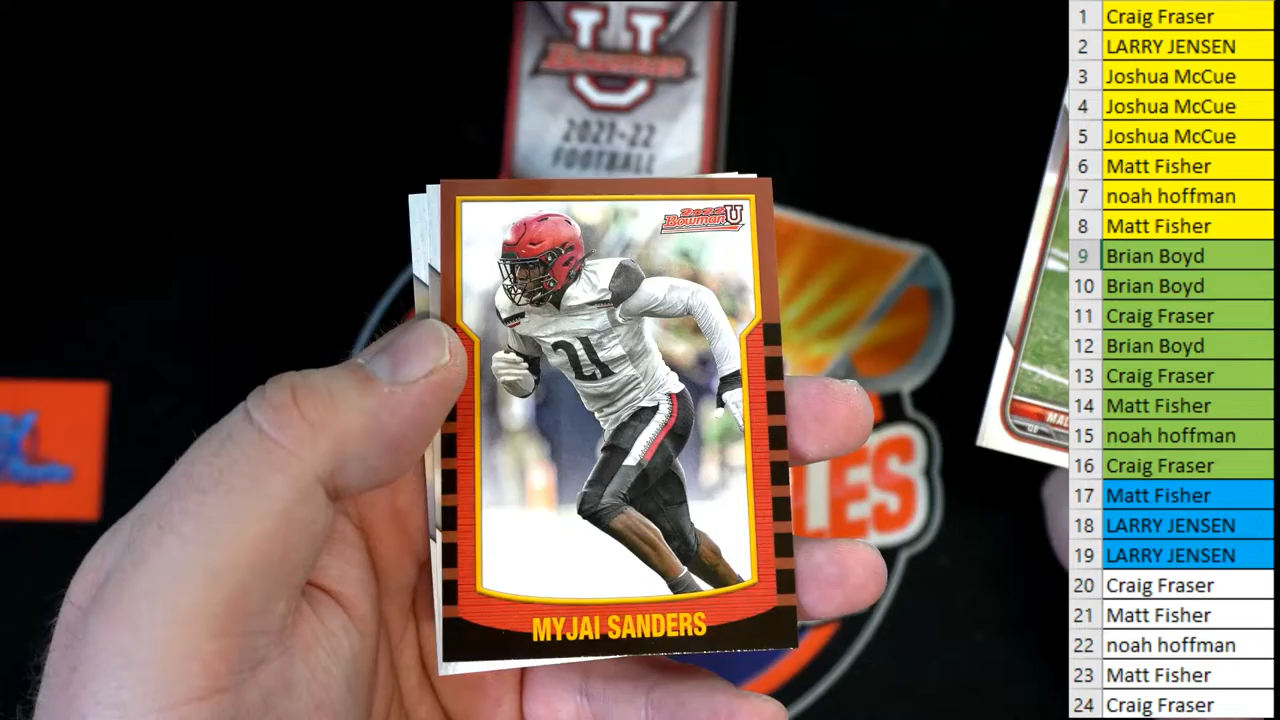 U
Bowman
2021-22
FOOTBALL
2022
Bowman U
21
MYJAI SANDERS
LES
1 Craig Fraser
2 LARRY JENSEN
3 Joshua McCue
4 Joshua McCue
5 Joshua McCue
6 Matt Fisher
7 noah hoffman
8 Matt Fisher
9 Brian Boyd
10 Brian Boyd
11 Craig Fraser
12 Brian Boyd
13 Craig Fraser
14 Matt Fisher
15 noah hoffman
16 Craig Fraser
17 Matt Fisher
18 LARRY JENSEN
19 LARRY JENSEN
20 Craig Fraser
21 Matt Fisher
22 noah hoffman
23 Matt Fisher
24 Craig Fraser